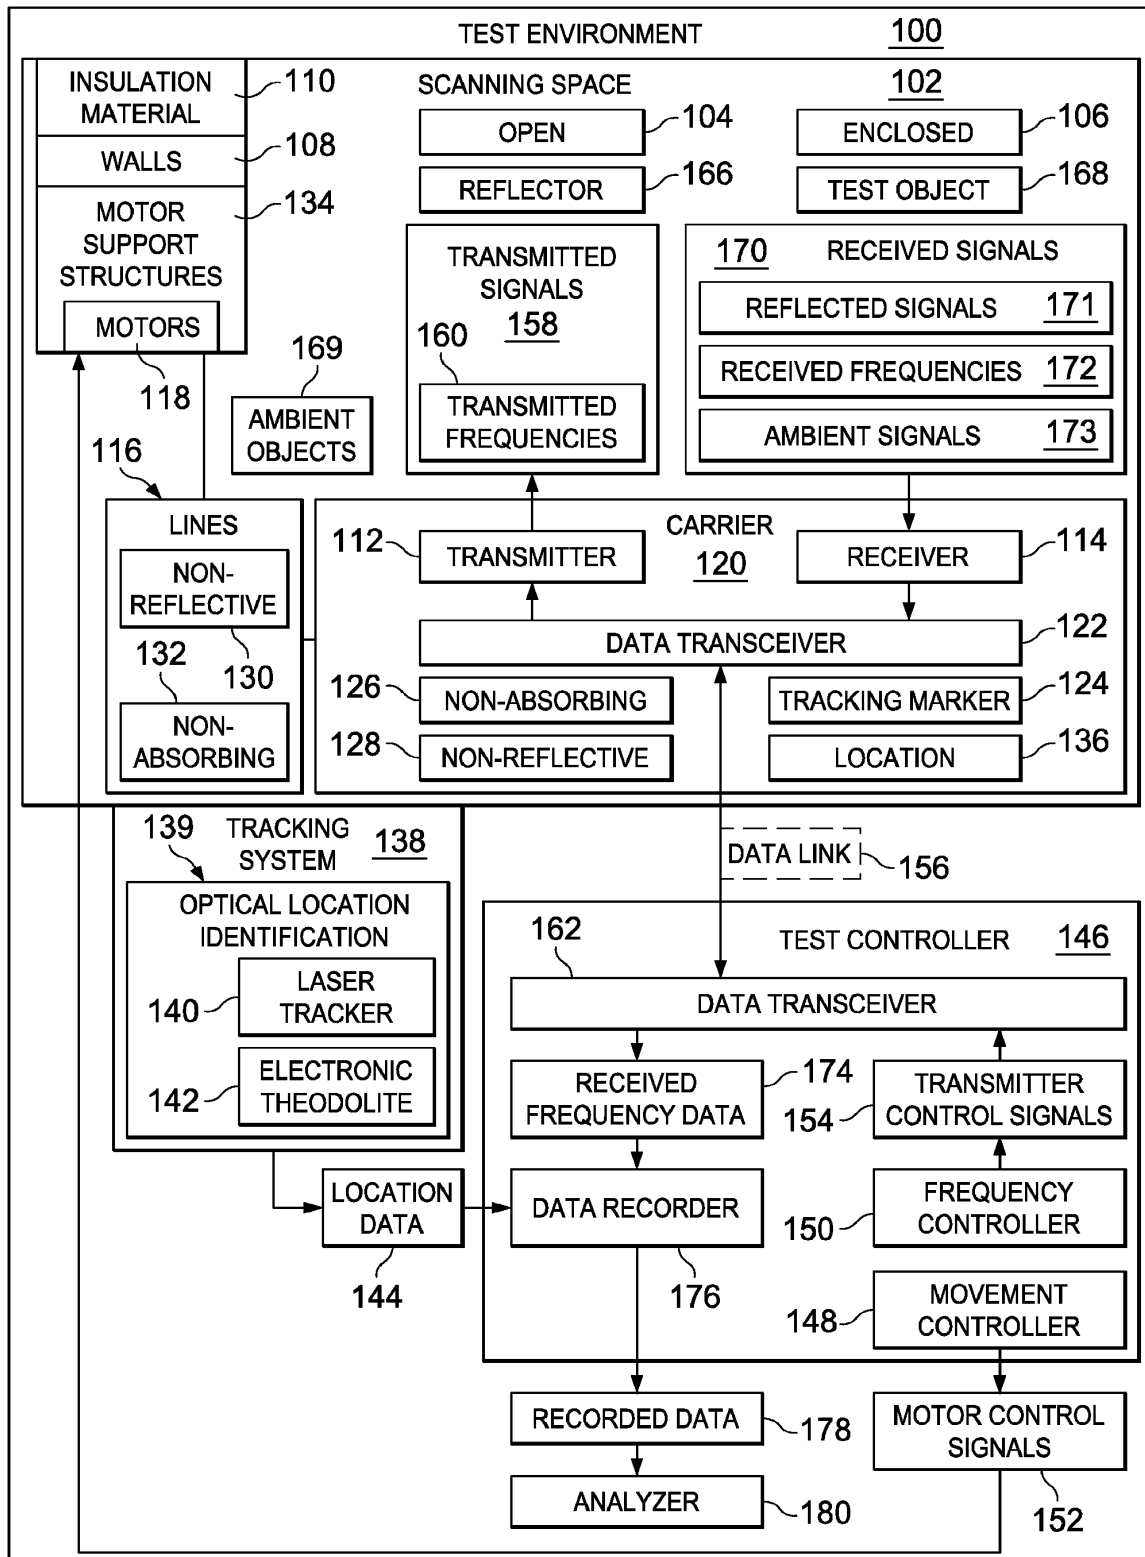 TEST ENVIRONMENT 100
INSULATION
MATERIAL
110
WALLS
108
MOTOR
SUPPORT
STRUCTURES
134
MOTORS
118
SCANNING SPACE
102
OPEN
104
ENCLOSED
106
REFLECTOR
166
TEST OBJECT
168
TRANSMITTED
SIGNALS
158
160
TRANSMITTED
FREQUENCIES
170 RECEIVED SIGNALS
REFLECTED SIGNALS 171
RECEIVED FREQUENCIES 172
AMBIENT SIGNALS 173
169
AMBIENT
OBJECTS
116
LINES
NON-
REFLECTIVE
132
130
NON-
ABSORBING
CARRIER
120
112
TRANSMITTER
RECEIVER
114
DATA TRANSCEIVER
122
126
NON-ABSORBING
TRACKING MARKER
124
128
NON-REFLECTIVE
LOCATION
136
139
TRACKING
SYSTEM
138
OPTICAL LOCATION
IDENTIFICATION
140
LASER
TRACKER
142
ELECTRONIC
THEODOLITE
DATA LINK
156
162
TEST CONTROLLER 146
DATA TRANSCEIVER
RECEIVED
FREQUENCY DATA
174
154
TRANSMITTER
CONTROL SIGNALS
LOCATION
DATA
144
DATA RECORDER
176
150
FREQUENCY
CONTROLLER
148
MOVEMENT
CONTROLLER
RECORDED DATA
178
MOTOR CONTROL
SIGNALS
152
ANALYZER
180